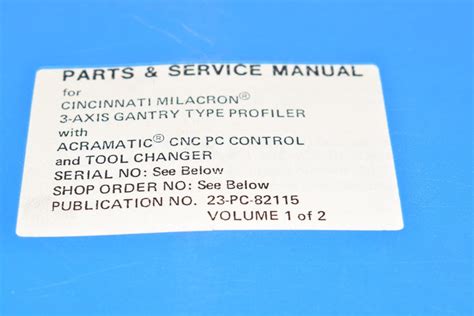 PARTS & SERVICE MANUAL
for
CINCINNATI MILACRON®
3-AXIS GANTRY TYPE PROFILER
with
ACRAMATIC® CNC PC CONTROL
and TOOL CHANGER
SERIAL NO: See Below
SHOP ORDER NO: See Below
PUBLICATION NO. 23-PC-82115
VOLUME 1 of 2